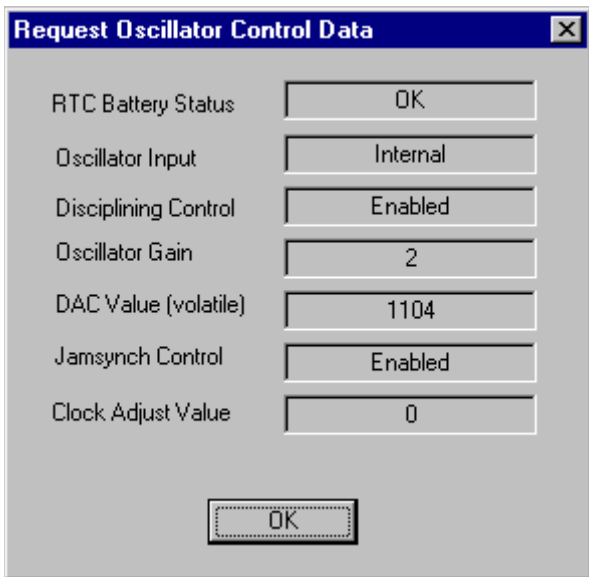 Request Oscillator Control Data
RTC Battery Status OK
Oscillator Input Internal
Disciplining Control Enabled
Oscillator Gain 2
DAC Value (volatile) 1104
Jamsynch Control Enabled
Clock Adjust Value 0
OK